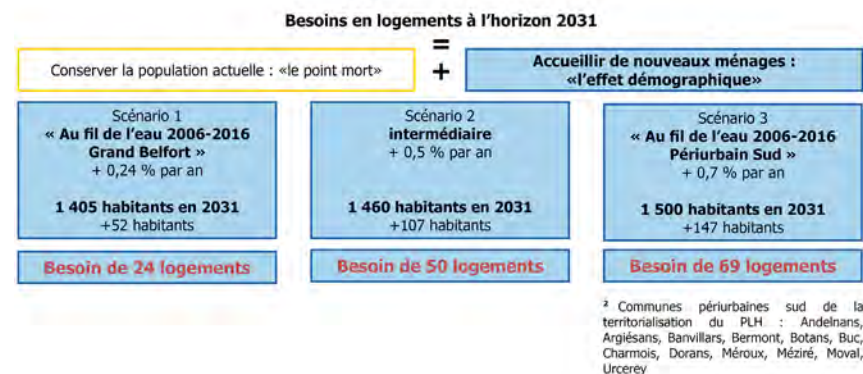 Besoins en logements à l'horizon 2031
=
Conserver la population actuelle : «le point mort»
+
Accueillir de nouveaux ménages :
«l'effet démographique»
Scénario 1
« Au fil de l'eau 2006-2016
Grand Belfort »
+ 0,24 % par an
1 405 habitants en 2031
+52 habitants
Besoin de 24 logements
Scénario 2
intermédiaire
+ 0,5 % par an
1 460 habitants en 2031
+107 habitants
Besoin de 50 logements
Scénario 3
« Au fil de l'eau 2006-2016
Périurbain Sud »
+ 0,7 % par an
1 500 habitants en 2031
+147 habitants
Besoin de 69 logements
² Communes périurbaines sud de la
territorialisation du PLH : Andelnans,
Argiésans, Banvillars, Bermont, Botans, Buc,
Charmois, Dorans, Méroux, Méziré, Moval,
Urcerey